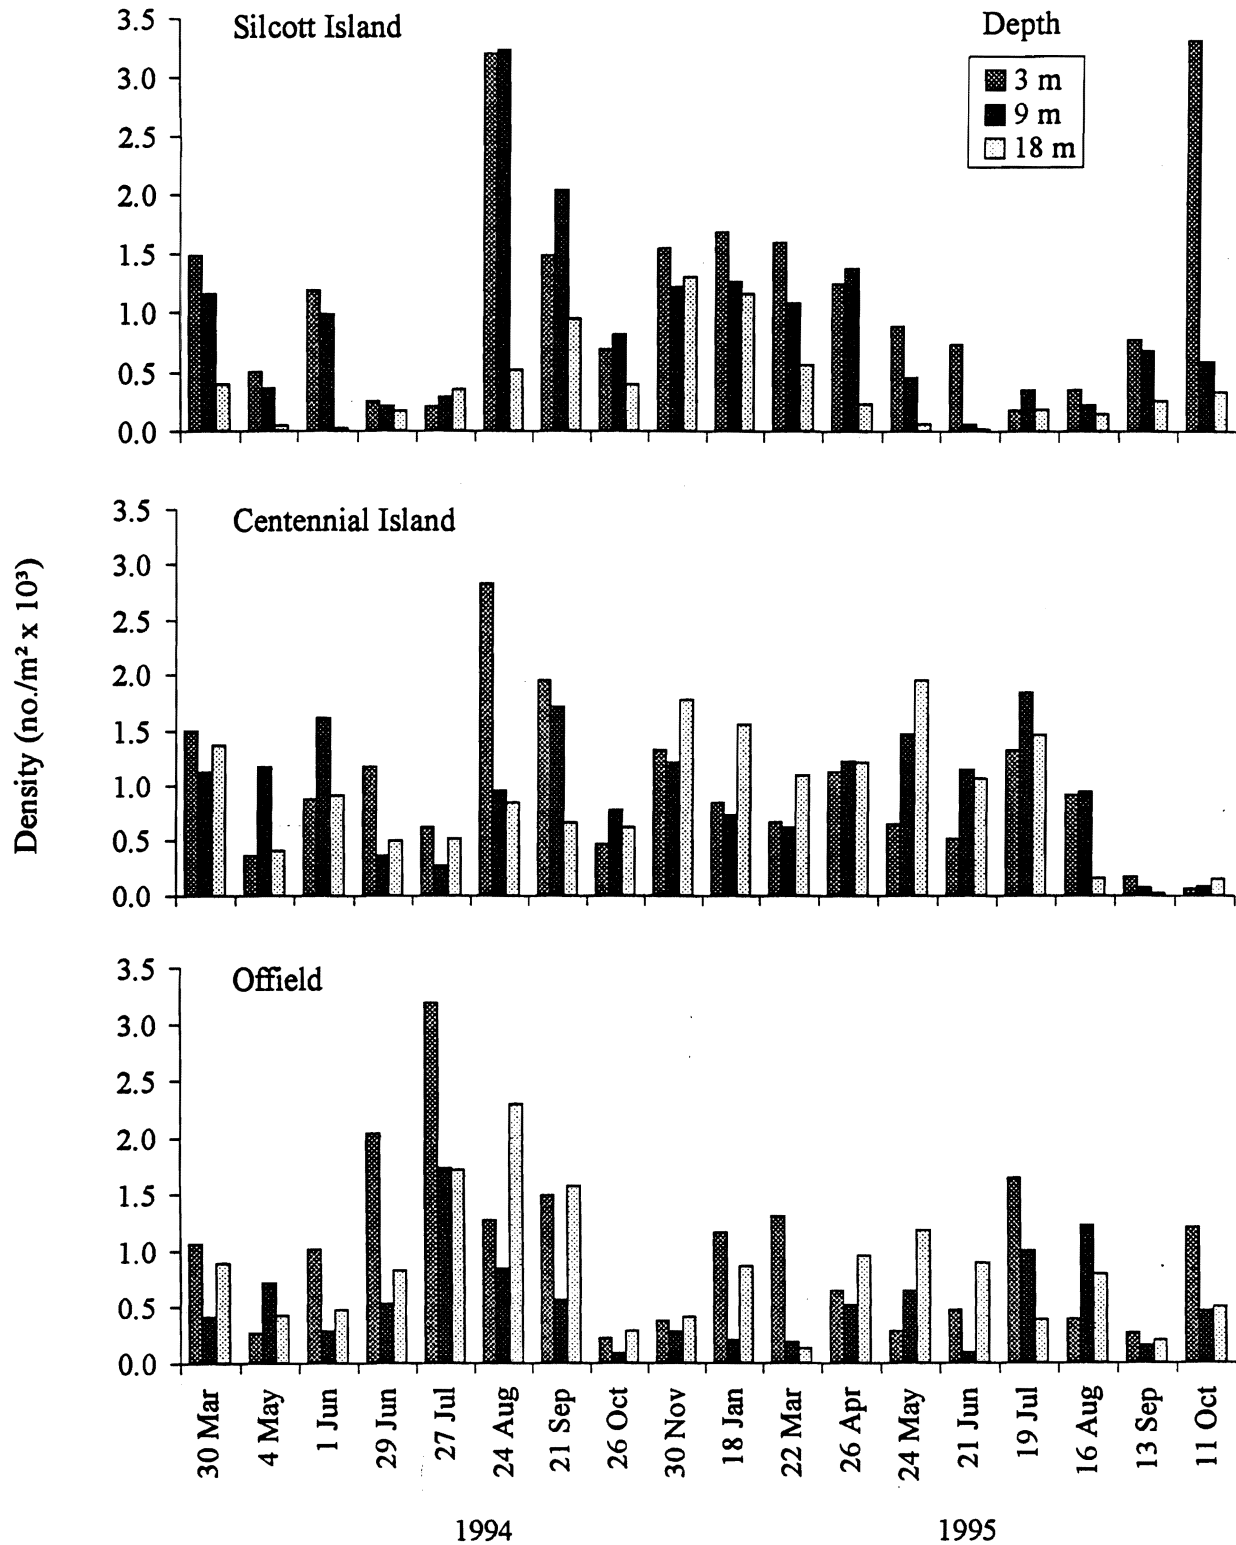 Silcott Island
Depth
3 m
9 m
18 m
3.5
3.0
2.5
2.0
1.5
1.0
0.5
0.0
Centennial Island
3.5
3.0
2.5
2.0
1.5
1.0
0.5
0.0
Density (no./m² x 10³)
Offield
3.5
3.0
2.5
2.0
1.5
1.0
0.5
0.0
30 Mar
4 May
1 Jun
29 Jun
27 Jul
24 Aug
21 Sep
26 Oct
30 Nov
18 Jan
22 Mar
26 Apr
24 May
21 Jun
19 Jul
16 Aug
13 Sep
11 Oct
1994
1995